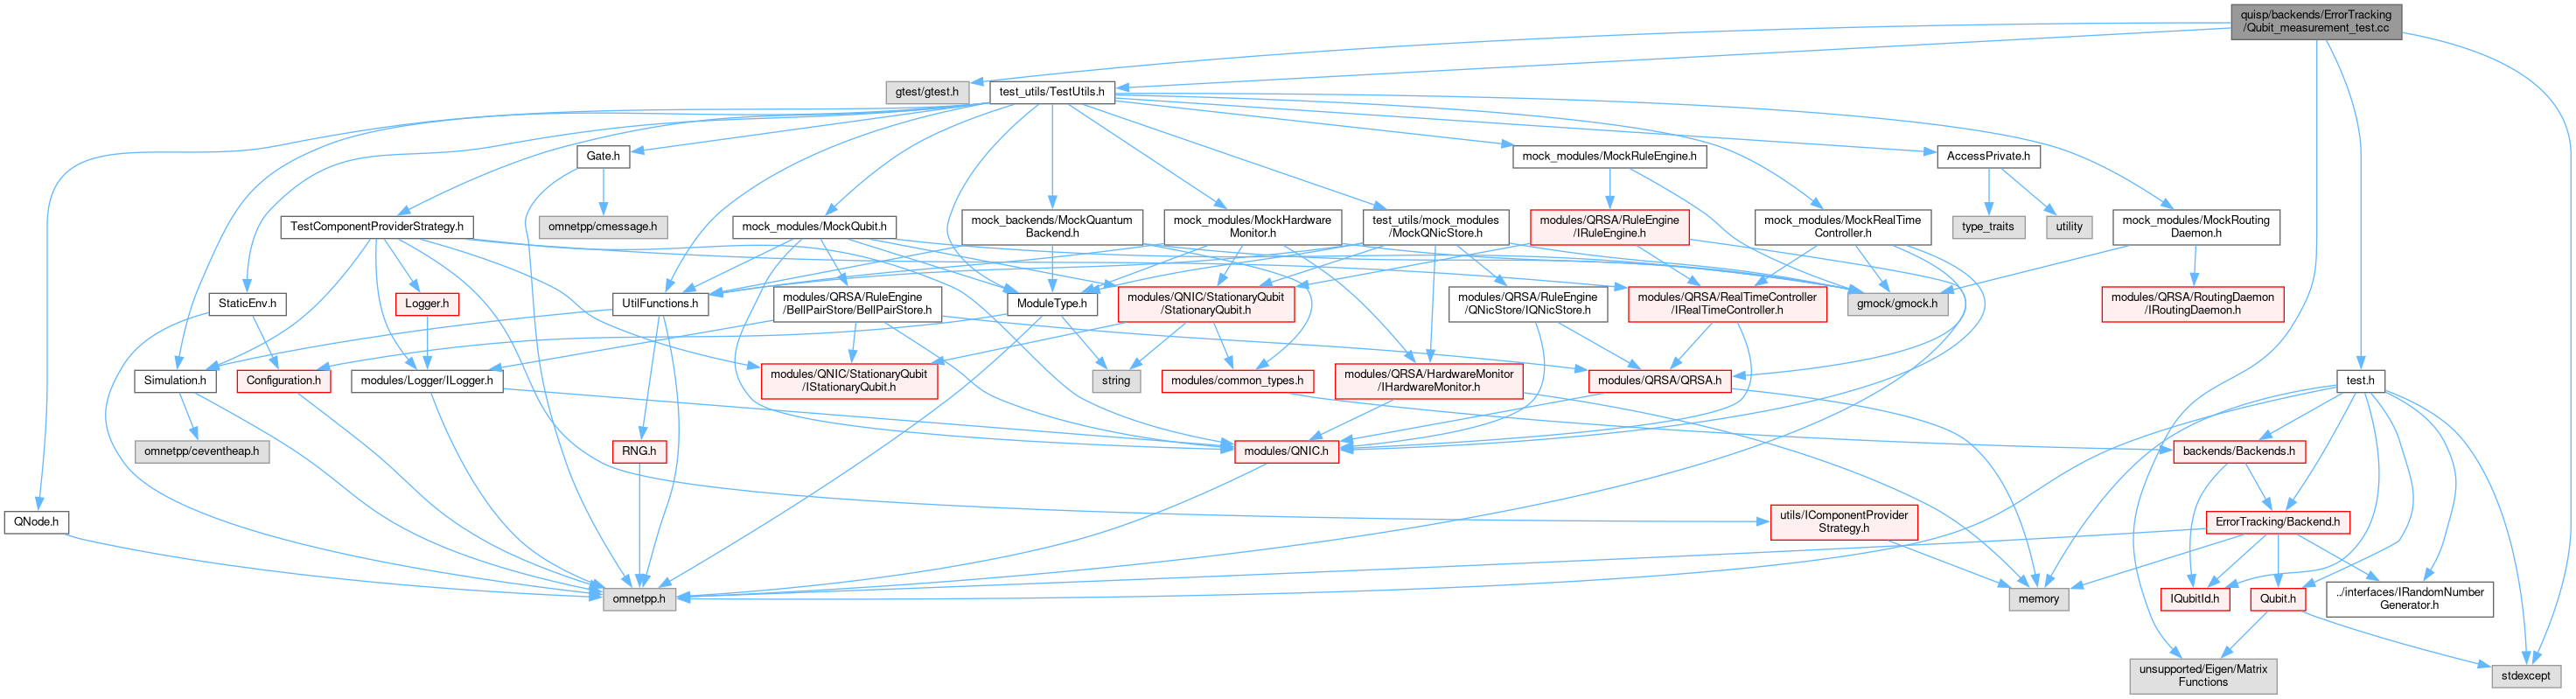 quisp/backends/ErrorTracking
/Qubit_measurement_test.cc
gtest/gtest.h
test_utils/TestUtils.h
Gate.h
mock_modules/MockRuleEngine.h
AccessPrivate.h
TestComponentProviderStrategy.h
mock_modules/MockQubit.h
mock_backends/MockQuantum
Backend.h
mock_modules/MockHardware
Monitor.h
test_utils/mock_modules
/MockQNicStore.h
modules/QRSA/RuleEngine
/IRuleEngine.h
mock_modules/MockRealTime
Controller.h
mock_modules/MockRouting
Daemon.h
omnetpp/cmessage.h
type_traits
utility
StaticEnv.h
Logger.h
UtilFunctions.h
modules/QRSA/RuleEngine
/BellPairStore/BellPairStore.h
ModuleType.h
modules/QNIC/StationaryQubit
/StationaryQubit.h
modules/QRSA/RuleEngine
/QNicStore/IQNicStore.h
modules/QRSA/RealTimeController
/IRealTimeController.h
gmock/gmock.h
modules/QRSA/RoutingDaemon
/IRoutingDaemon.h
Simulation.h
Configuration.h
modules/Logger/ILogger.h
modules/QNIC/StationaryQubit
/IStationaryQubit.h
string
modules/common_types.h
modules/QRSA/HardwareMonitor
/IHardwareMonitor.h
modules/QRSA/QRSA.h
test.h
omnetpp/ceventheap.h
RNG.h
modules/QNIC.h
backends/Backends.h
QNode.h
utils/IComponentProvider
Strategy.h
ErrorTracking/Backend.h
omnetpp.h
memory
IQubitId.h
Qubit.h
../interfaces/IRandomNumber
Generator.h
unsupported/Eigen/Matrix
Functions
stdexcept